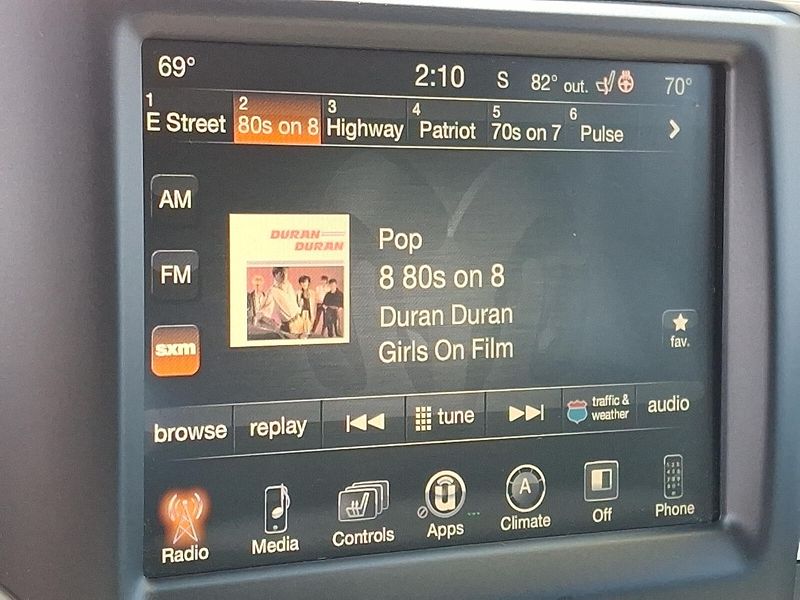 69° 2:10 S 82° out. 70°
1 2 3 4 5 6
E Street 80s on 8 Highway Patriot 70s on 7 Pulse
AM
FM
sxm
DURAN
DURAN
Pop
8 80s on 8
Duran Duran
Girls On Film
fav.
browse replay tune traffic & audio
weather
A
Radio Media Controls Apps Climate Off Phone